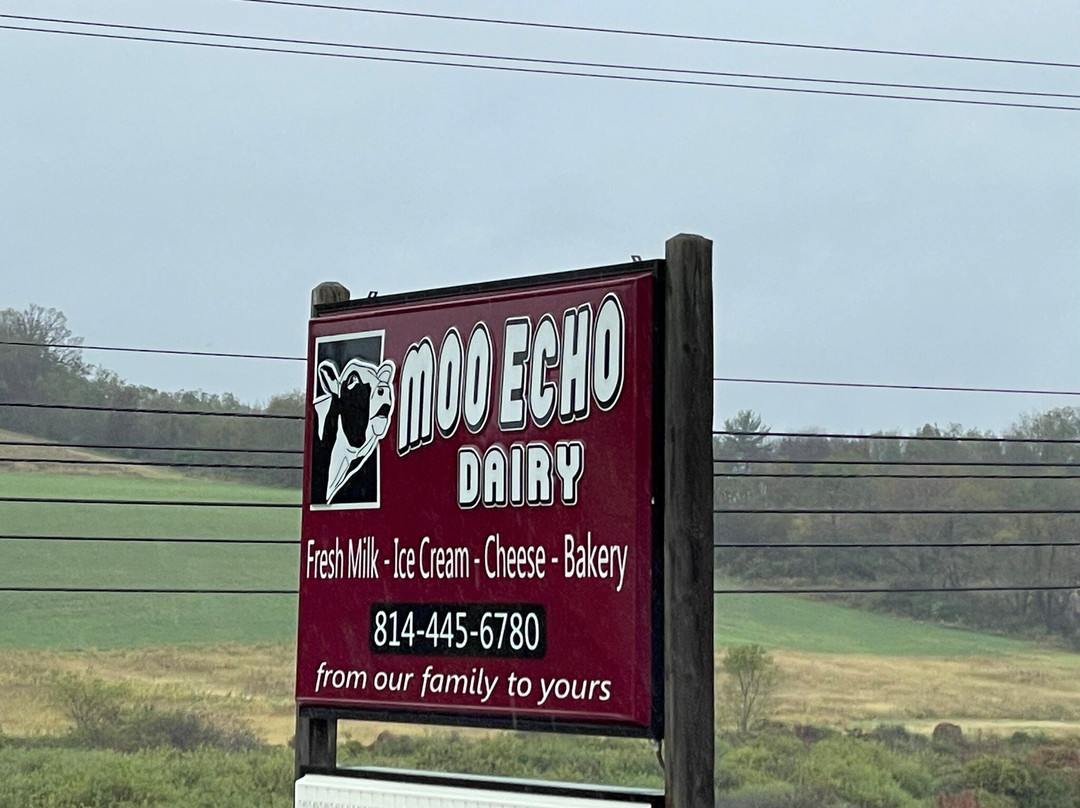 MOO ECHO
DAIRY
Fresh Milk - Ice Cream - Cheese - Bakery
814-445-6780
from our family to yours